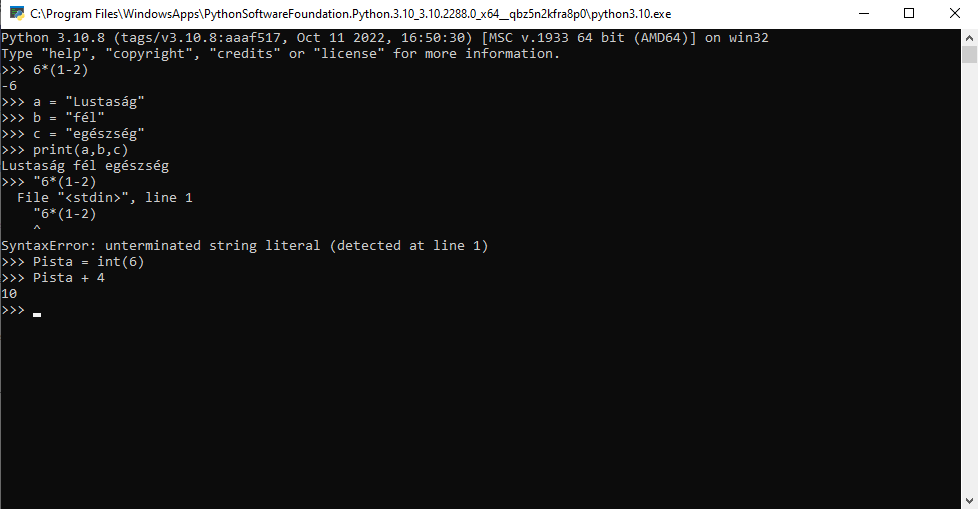 C:\Program Files\WindowsApps\PythonSoftwareFoundation.Python.3.10_3.10.2288.0_x64__qbz5n2kfra8p0\python3.10.exe
Python 3.10.8 (tags/v3.10.8:aaaf517, Oct 11 2022, 16:50:30) [MSC v.1933 64 bit (AMD64)] on win32
Type "help", "copyright", "credits" or "license" for more information.
>>> 6*(1-2)
-6
>>> a = "Lustaság"
>>> b = "fél"
>>> c = "egészség"
>>> print(a,b,c)
Lustaság fél egészség
>>> "6*(1-2)
  File "<stdin>", line 1
    "6*(1-2)
    ^
SyntaxError: unterminated string literal (detected at line 1)
>>> Pista = int(6)
>>> Pista + 4
10
>>>